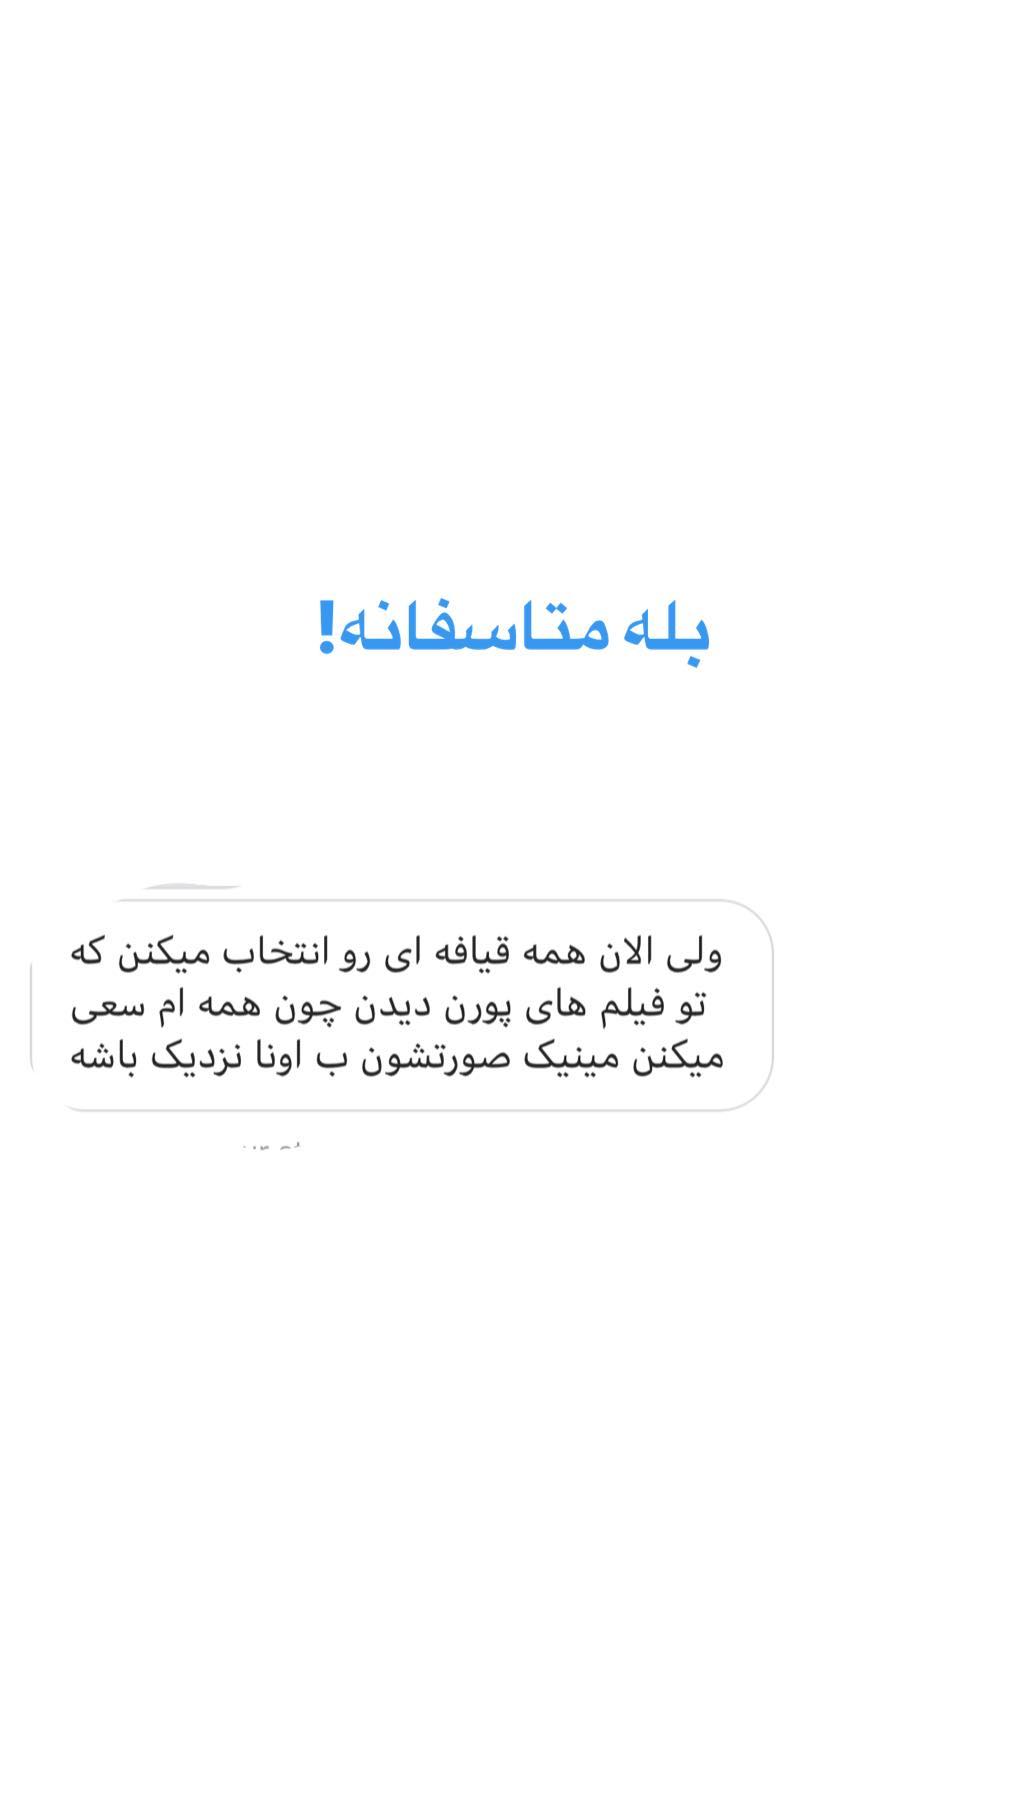 بله متاسفانه!
ولی الان همه قیافه ای رو انتخاب میکنن که
تو فیلم های پورن دیدن چون همه ام سعی
میکنن مینیک صورتشون ب اونا نزدیک باشه